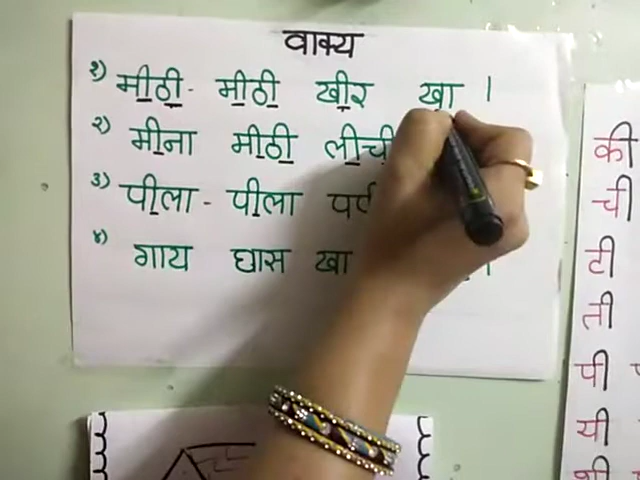 वाक्य
१) मीठी - मीठी खीर खा ।
२) मीना मीठी लीची
३) पीला - पीला
४) गाय घास खा ।
की
ची
टी
ती
पी
यी